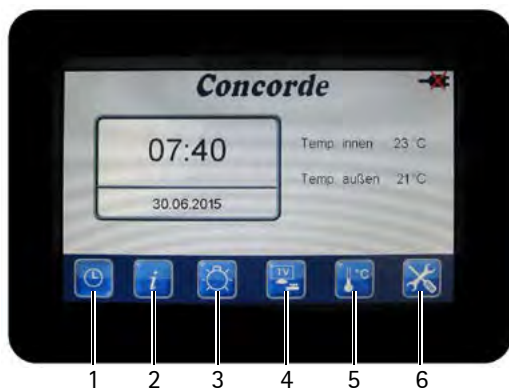 Concorde
07:40
30.06.2015
Temp. innen 23 °C
Temp. außen 21°C
i
TV
°C
1 2 3 4 5 6